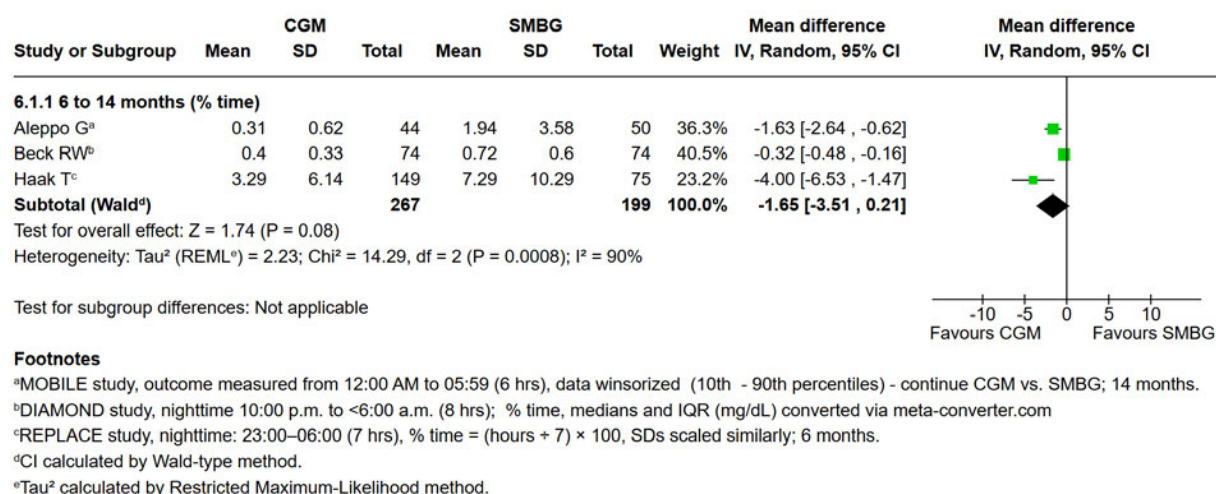 CGM SMBG Mean difference Mean difference
Study or Subgroup Mean SD Total Mean SD Total Weight IV, Random, 95% CI IV, Random, 95% CI
6.1.1 6 to 14 months (% time)
Aleppo Gᵃ 0.31 0.62 44 1.94 3.58 50 36.3% -1.63 [-2.64 , -0.62]
Beck RWᵇ 0.4 0.33 74 0.72 0.6 74 40.5% -0.32 [-0.48 , -0.16]
Haak Tᶜ 3.29 6.14 149 7.29 10.29 75 23.2% -4.00 [-6.53 , -1.47]
Subtotal (Waldᵈ) 267 199 100.0% -1.65 [-3.51 , 0.21]
Test for overall effect: Z = 1.74 (P = 0.08)
Heterogeneity: Tau² (REMLᵉ) = 2.23; Chi² = 14.29, df = 2 (P = 0.0008); I² = 90%
Test for subgroup differences: Not applicable
-10 -5 0 5 10
Favours CGM Favours SMBG
Footnotes
ᵃMOBILE study, outcome measured from 12:00 AM to 05:59 (6 hrs), data winsorized (10th - 90th percentiles) - continue CGM vs. SMBG; 14 months.
ᵇDIAMOND study, nighttime 10:00 p.m. to <6:00 a.m. (8 hrs); % time, medians and IQR (mg/dL) converted via meta-converter.com
ᶜREPLACE study, nighttime: 23:00–06:00 (7 hrs), % time = (hours ÷ 7) × 100, SDs scaled similarly; 6 months.
ᵈCI calculated by Wald-type method.
ᵉTau² calculated by Restricted Maximum-Likelihood method.